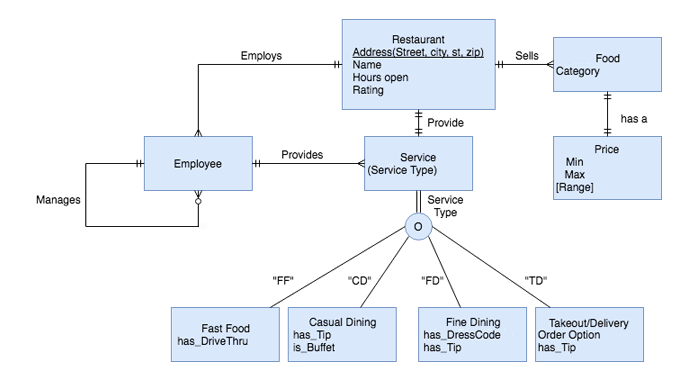 Restaurant
Address(Street, city, st, zip)
Name
Hours open
Rating
Employs
Sells
Food
Category
has a
Provide
Price
Min
Max
[Range]
Employee
Provides
Service
(Service Type)
Manages
Service
Type
O
"FF"
"CD"
"FD"
"TD"
Fast Food
has_DriveThru
Casual Dining
has_Tip
is_Buffet
Fine Dining
has_DressCode
has_Tip
Takeout/Delivery
Order Option
has_Tip